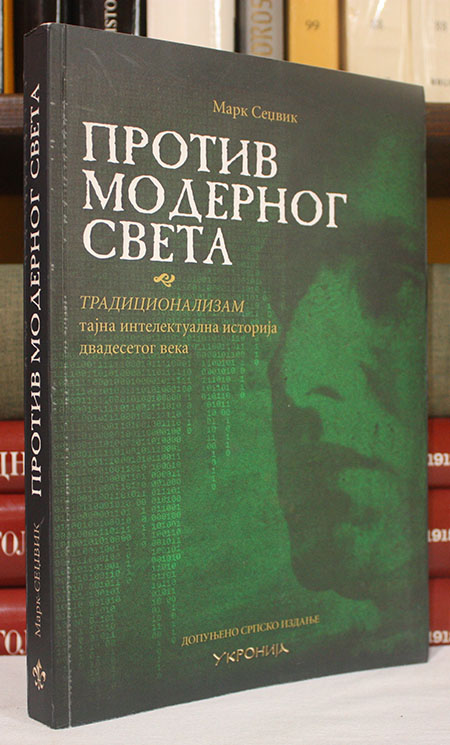 Марк Сеџвик
ПРОТИВ
МОДЕРНОГ
СВЕТА
ТРАДИЦИОНАЛИЗАМ
тајна интелектуална историја
двадесетог века
ДОПУЊЕНО СРПСКО ИЗДАЊЕ
УКРОНИЈА
Марк СЕЏВИК ПРОТИВ МОДЕРНОГ СВЕТА
99